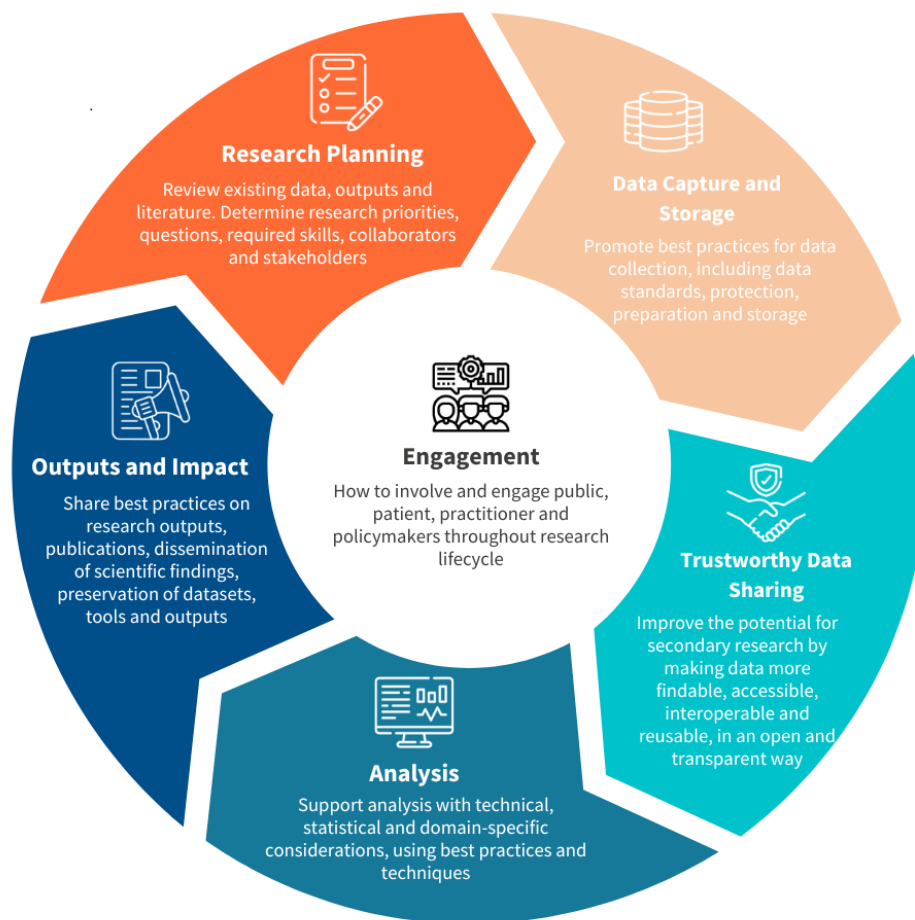 Research Planning
Review existing data, outputs and
literature. Determine research priorities,
questions, required skills, collaborators
and stakeholders
Data Capture and
Storage
Promote best practices for data
collection, including data
standards, protection,
preparation and storage
Trustworthy Data
Sharing
Improve the potential for
secondary research by
making data more
findable, accessible,
interoperable and
reusable, in an open and
transparent way
Analysis
Support analysis with technical,
statistical and domain-specific
considerations, using best practices and
techniques
Outputs and Impact
Share best practices on
research outputs,
publications, dissemination
of scientific findings,
preservation of datasets,
tools and outputs
Engagement
How to involve and engage public,
patient, practitioner and
policymakers throughout research
lifecycle